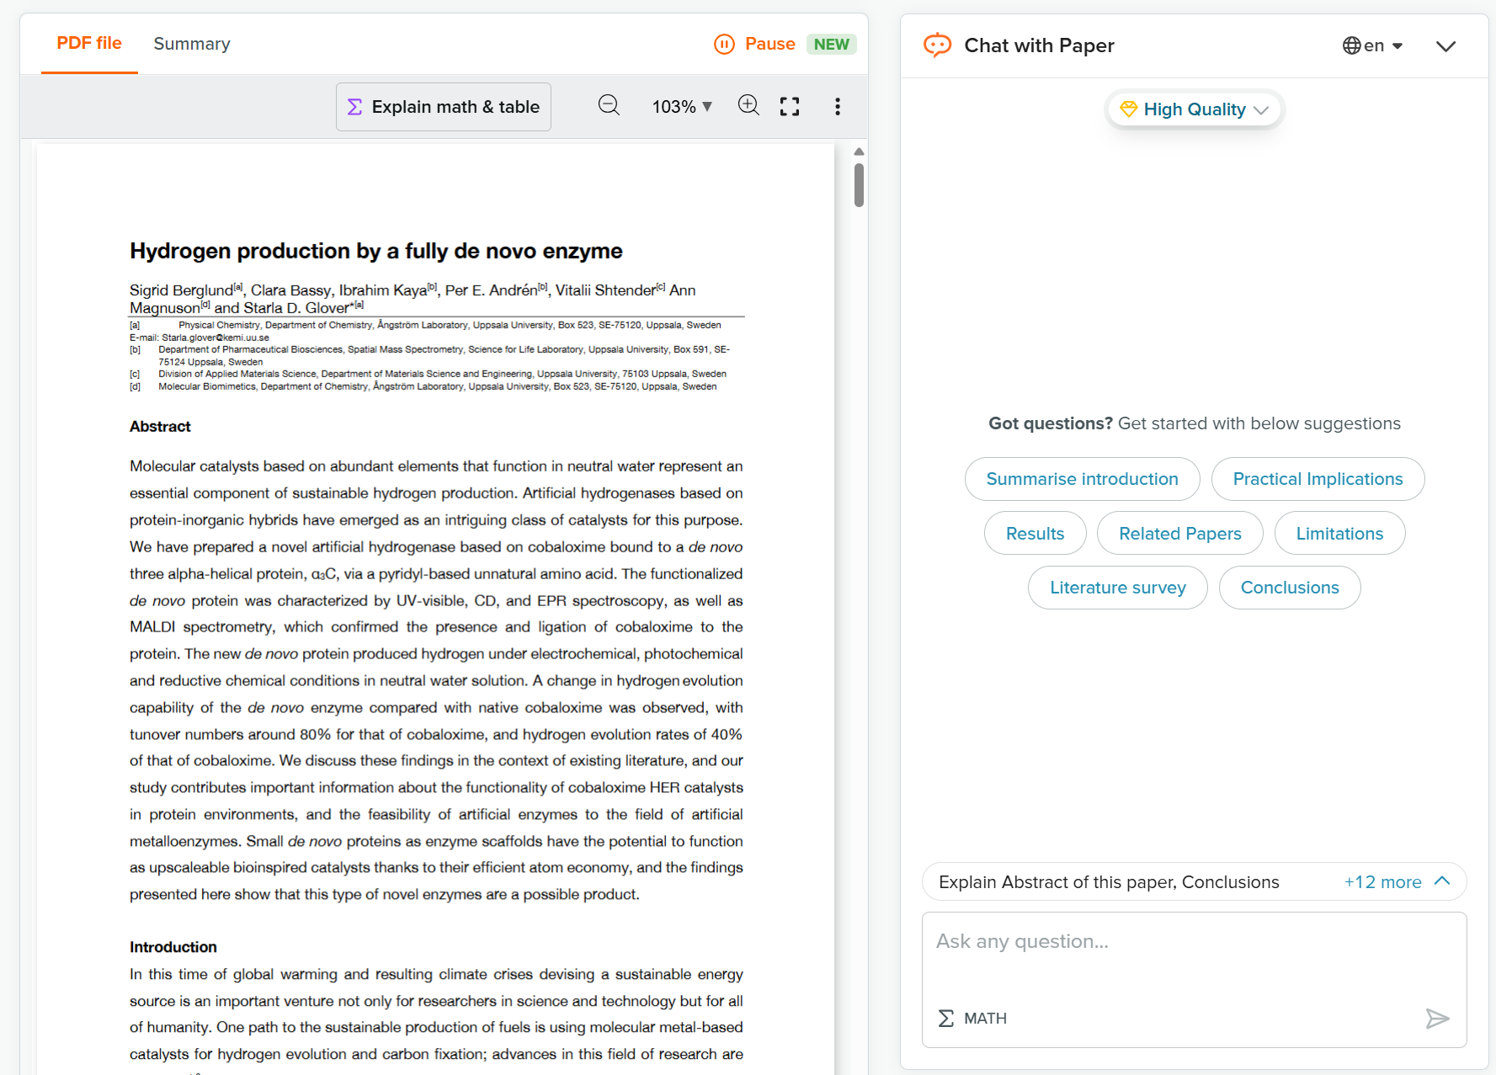 PDF file
Summary
Pause NEW
Explain math & table
103%
Hydrogen production by a fully de novo enzyme
Sigrid Berglund[a], Clara Bassy, Ibrahim Kaya[b], Per E. Andrén[b], Vitalii Shtender[c] Ann
Magnuson[d] and Starla D. Glover*[a]
[a] Physical Chemistry, Department of Chemistry, Ångström Laboratory, Uppsala University, Box 523, SE-75120, Uppsala, Sweden
E-mail: Starla.glover@kemi.uu.se
[b] Department of Pharmaceutical Biosciences, Spatial Mass Spectrometry, Science for Life Laboratory, Uppsala University, Box 591, SE-
75124 Uppsala, Sweden
[c] Division of Applied Materials Science, Department of Materials Science and Engineering, Uppsala University, 75103 Uppsala, Sweden
[d] Molecular Biomimetics, Department of Chemistry, Ångström Laboratory, Uppsala University, Box 523, SE-75120, Uppsala, Sweden
Abstract
Molecular catalysts based on abundant elements that function in neutral water represent an
essential component of sustainable hydrogen production. Artificial hydrogenases based on
protein-inorganic hybrids have emerged as an intriguing class of catalysts for this purpose.
We have prepared a novel artificial hydrogenase based on cobaloxime bound to a de novo
three alpha-helical protein, α₃C, via a pyridyl-based unnatural amino acid. The functionalized
de novo protein was characterized by UV-visible, CD, and EPR spectroscopy, as well as
MALDI spectrometry, which confirmed the presence and ligation of cobaloxime to the
protein. The new de novo protein produced hydrogen under electrochemical, photochemical
and reductive chemical conditions in neutral water solution. A change in hydrogen evolution
capability of the de novo enzyme compared with native cobaloxime was observed, with
tunover numbers around 80% for that of cobaloxime, and hydrogen evolution rates of 40%
of that of cobaloxime. We discuss these findings in the context of existing literature, and our
study contributes important information about the functionality of cobaloxime HER catalysts
in protein environments, and the feasibility of artificial enzymes to the field of artificial
metalloenzymes. Small de novo proteins as enzyme scaffolds have the potential to function
as upscaleable bioinspired catalysts thanks to their efficient atom economy, and the findings
presented here show that this type of novel enzymes are a possible product.
Introduction
In this time of global warming and resulting climate crises devising a sustainable energy
source is an important venture not only for researchers in science and technology but for all
of humanity. One path to the sustainable production of fuels is using molecular metal-based
catalysts for hydrogen evolution and carbon fixation; advances in this field of research are
Chat with Paper
en
High Quality
Got questions? Get started with below suggestions
Summarise introduction
Practical Implications
Results
Related Papers
Limitations
Literature survey
Conclusions
Explain Abstract of this paper, Conclusions
+12 more
Ask any question...
Σ MATH